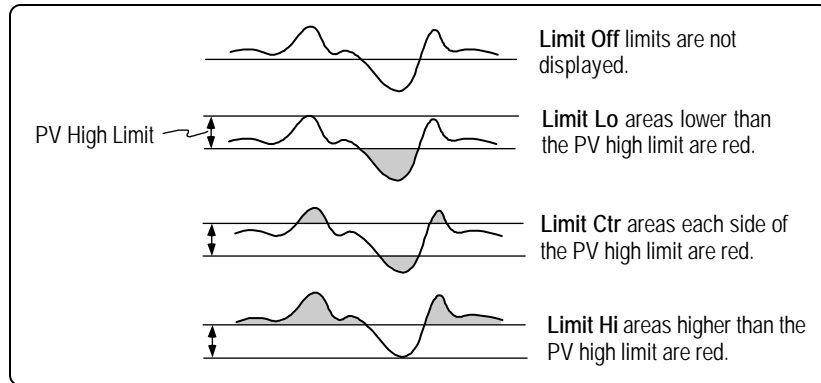 Limit Off limits are not
displayed.
PV High Limit
Limit Lo areas lower than
the PV high limit are red.
Limit Ctr areas each side of
the PV high limit are red.
Limit Hi areas higher than the
PV high limit are red.